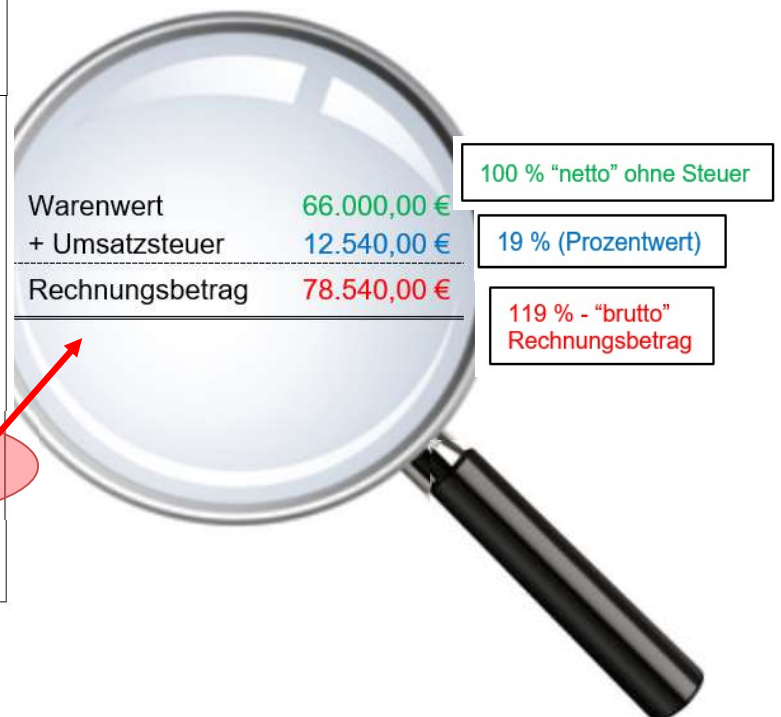 100 % “netto” ohne Steuer
Warenwert 66.000,00 €
+ Umsatzsteuer 12.540,00 €
19 % (Prozentwert)
Rechnungsbetrag 78.540,00 €
119 % - “brutto”
Rechnungsbetrag